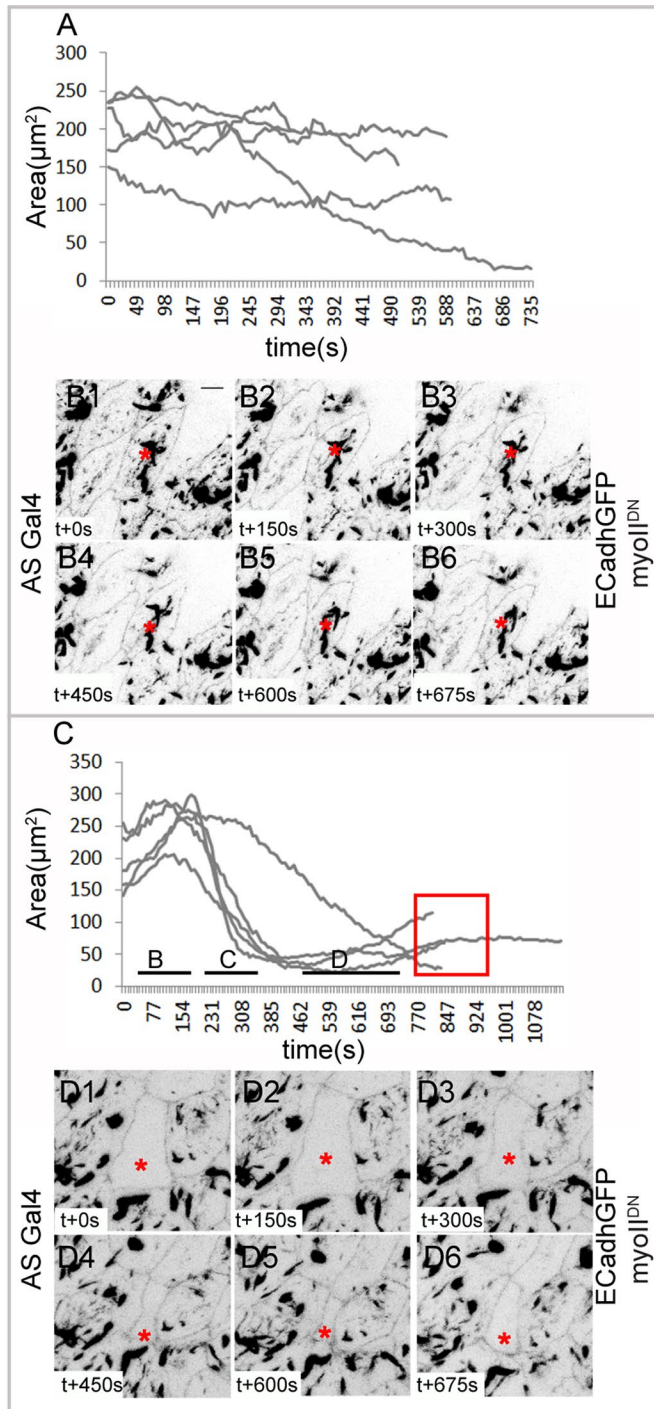 A
300
250
200
150
100
50
0
Area(µm²)
0 49 98 147 196 245 294 343 392 441 490 539 588 637 686 735
time(s)
AS Gal4
B1 B2 B3
t+0s t+150s t+300s
B4 B5 B6
t+450s t+600s t+675s
ECadhGFP
myoII^DN
C
350
300
250
200
150
100
50
0
Area(µm²)
B C D
0 77 154 231 308 385 462 539 616 693 770 847 924 1001 1078
time(s)
AS Gal4
D1 D2 D3
t+0s t+150s t+300s
D4 D5 D6
t+450s t+600s t+675s
ECadhGFP
myoII^DN